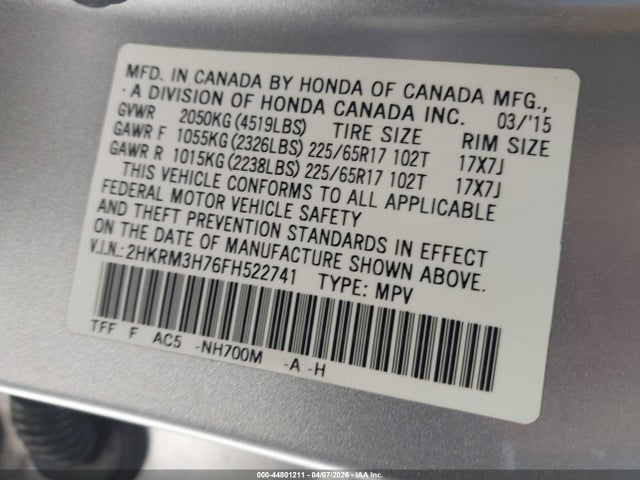 MFD. IN CANADA BY HONDA OF CANADA MFG.,
A DIVISION OF HONDA CANADA INC. 03/'15
GVWR 2050KG(4519LBS) TIRE SIZE RIM SIZE
GAWR F 1055KG(2326LBS) 225/65R17 102T 17X7J
GAWR R 1015KG(2238LBS) 225/65R17 102T 17X7J
THIS VEHICLE CONFORMS TO ALL APPLICABLE
FEDERAL MOTOR VEHICLE SAFETY
AND THEFT PREVENTION STANDARDS IN EFFECT
ON THE DATE OF MANUFACTURE SHOWN ABOVE.
V.I.N.: 2HKRM3H76FH522741 TYPE: MPV
TFF F AC5 -NH700M -A -H
000-44801211 - 04/07/2026 - IAA Inc.